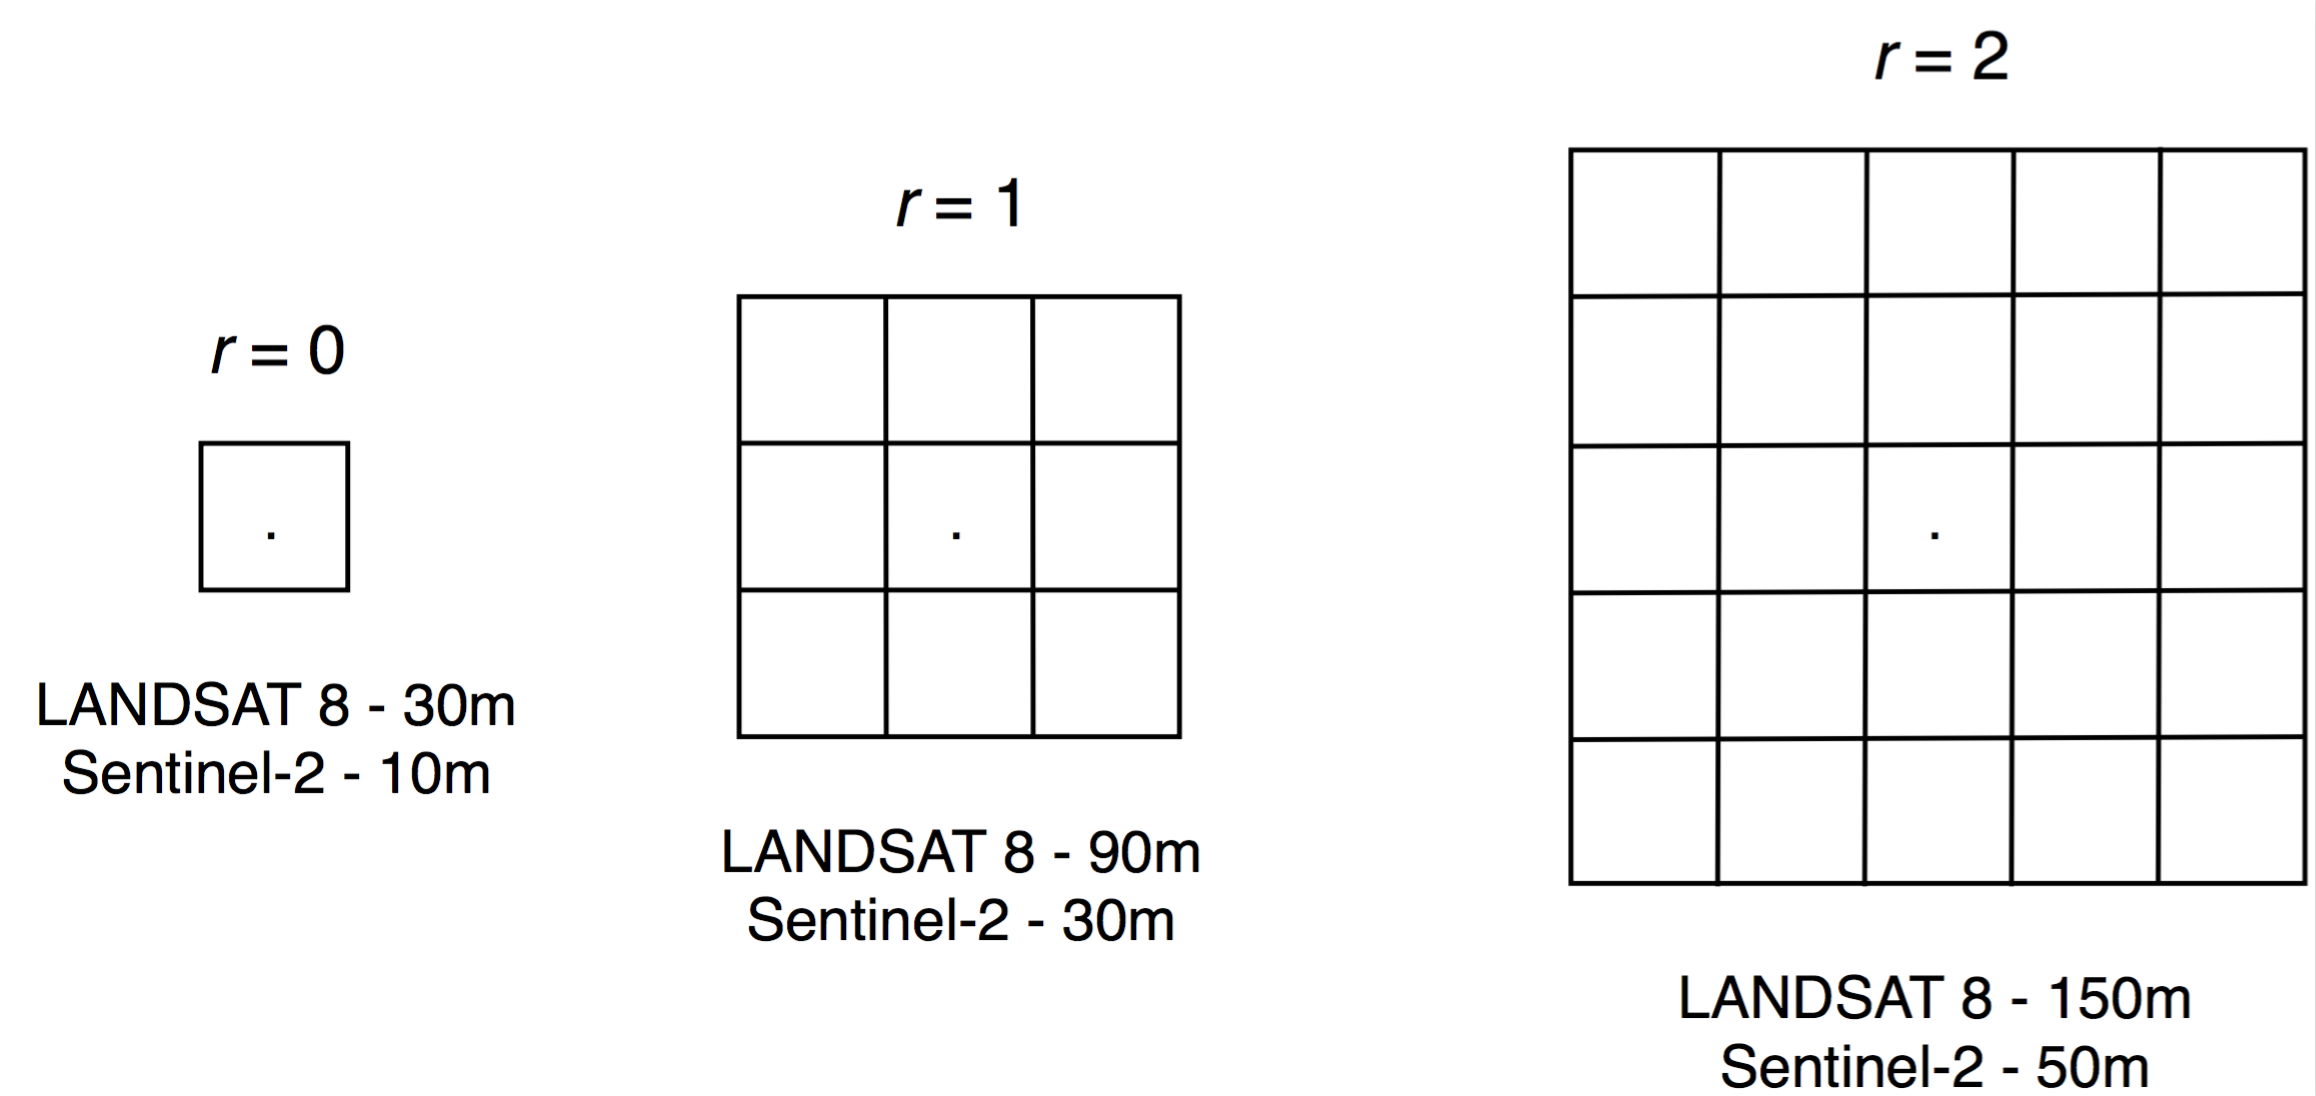 r = 0
LANDSAT 8 - 30m
Sentinel-2 - 10m
r = 1
LANDSAT 8 - 90m
Sentinel-2 - 30m
r = 2
LANDSAT 8 - 150m
Sentinel-2 - 50m